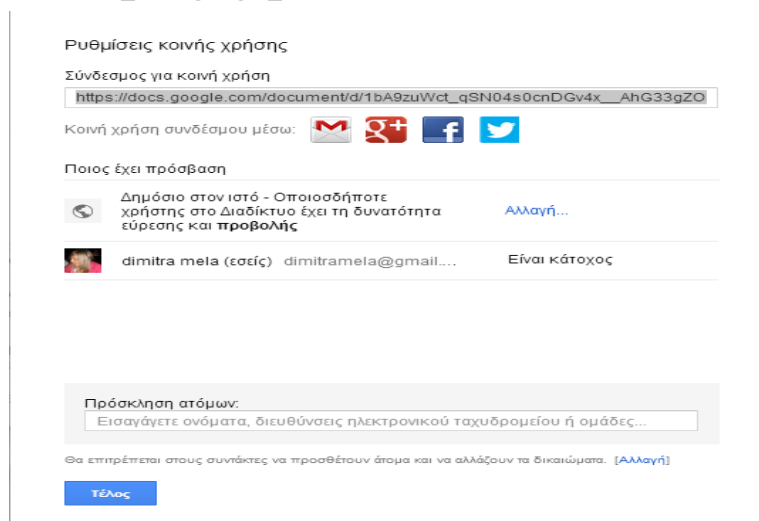 Ρυθμίσεις κοινής χρήσης
Σύνδεσμος για κοινή χρήση
https://docs.google.com/document/d/1bA9zuWct_qSN04s0cnDGv4x__AhG33gZO
Κοινή χρήση συνδέσμου μέσω:
Ποιος έχει πρόσβαση
Δημόσιο στον ιστό - Οποιοσδήποτε
χρήστης στο Διαδίκτυο έχει τη δυνατότητα
εύρεσης και προβολής
Αλλαγή...
dimitra mela (εσείς) dimitramela@gmail.... Είναι κάτοχος
Πρόσκληση ατόμων:
Εισαγάγετε ονόματα, διευθύνσεις ηλεκτρονικού ταχυδρομείου ή ομάδες...
Θα επιτρέπεται στους συντάκτες να προσθέτουν άτομα και να αλλάζουν τα δικαιώματα. [Αλλαγή]
Τέλος